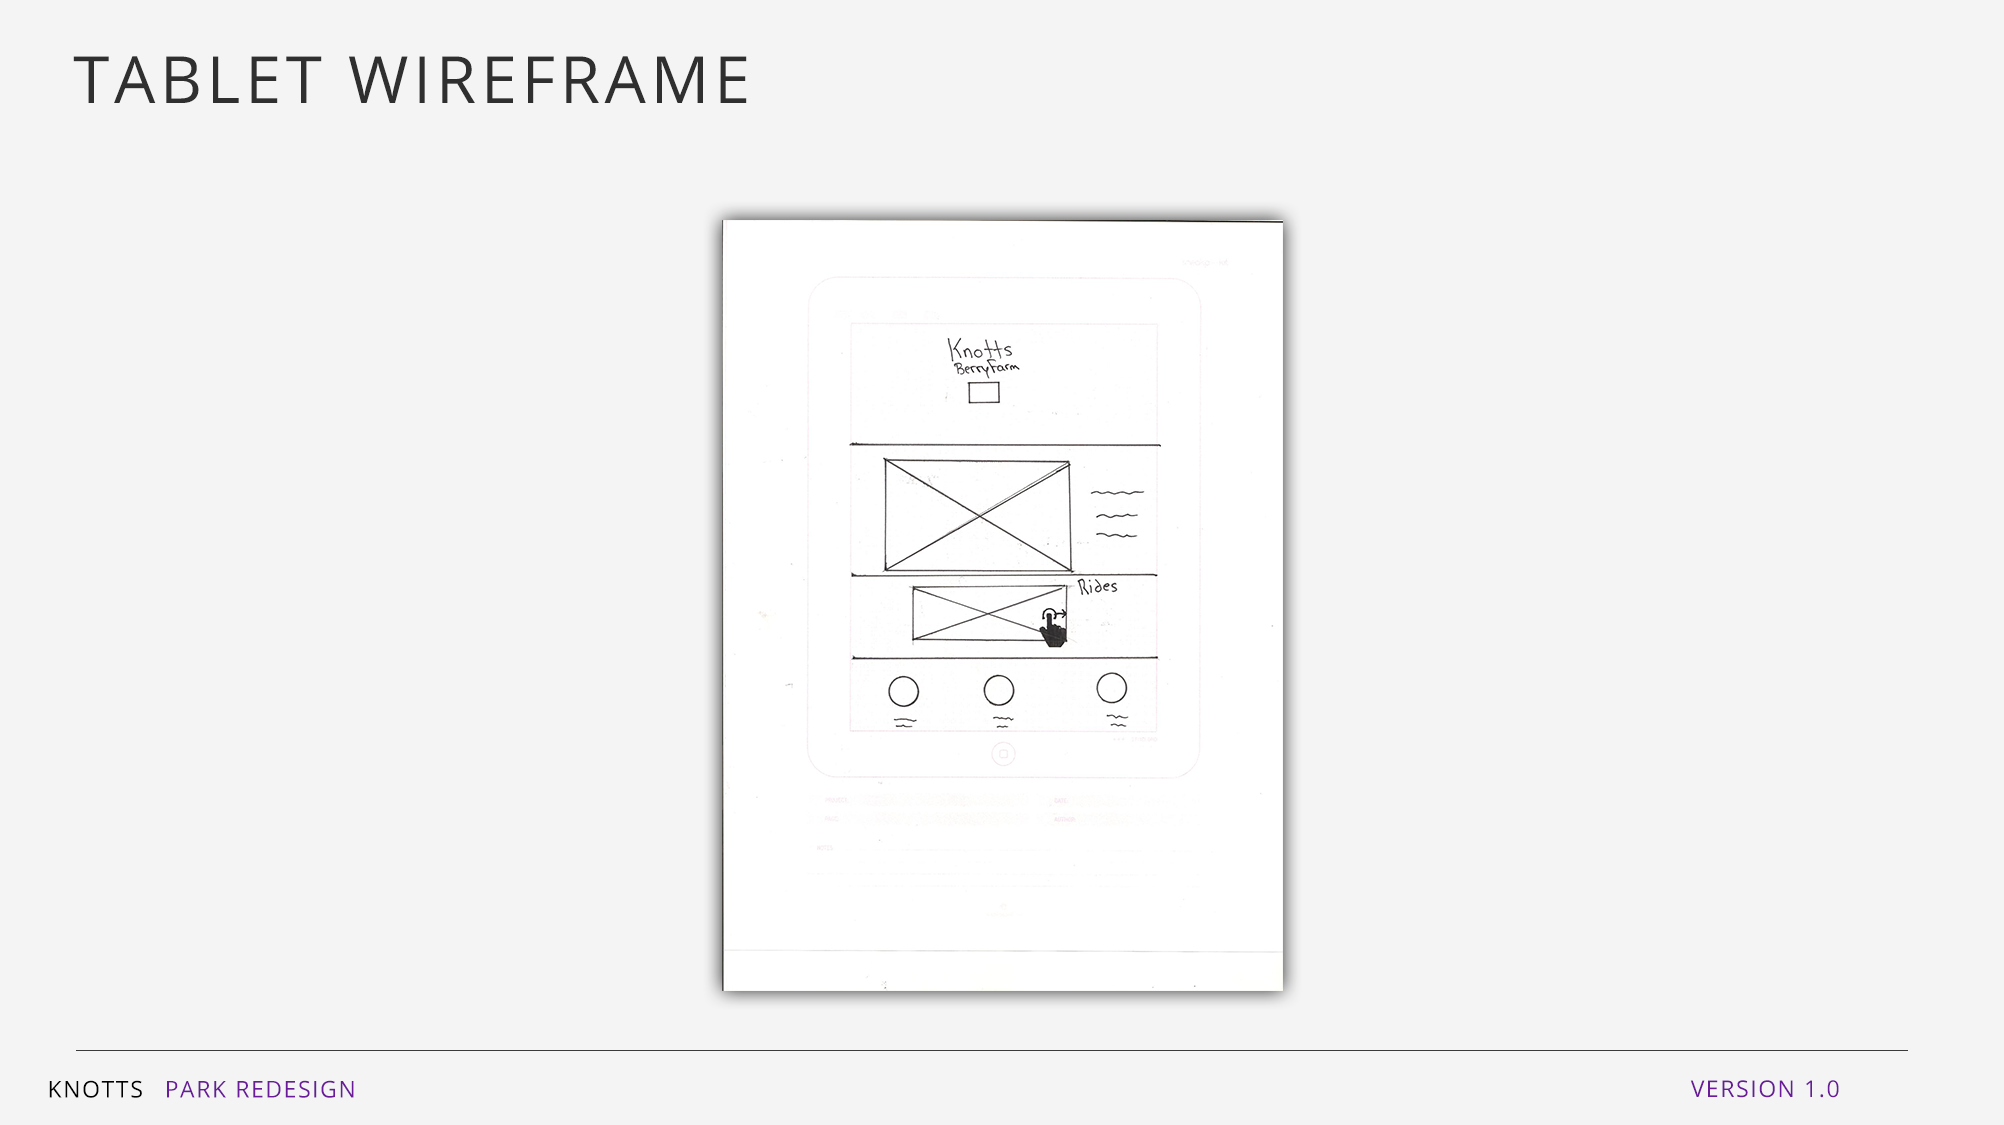 TABLET WIREFRAME
Knotts
BerryFarm
Rides
KNOTTS PARK REDESIGN
VERSION 1.0